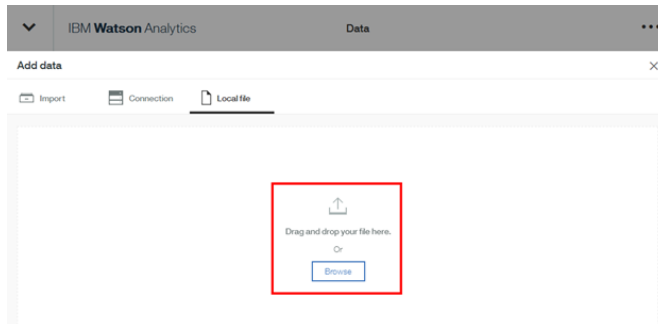 IBM Watson Analytics Data
Add data
Import Connection Local file
Drag and drop your file here.
Or
Browse